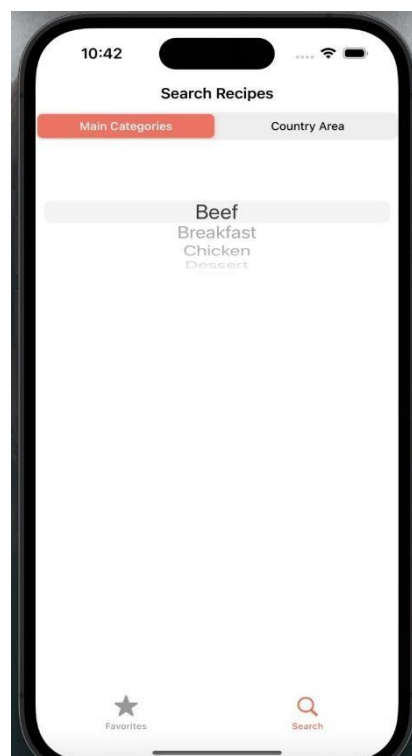 10:42
Search Recipes
Main Categories Country Area
Beef
Breakfast
Chicken
Dessert
Favorites Search